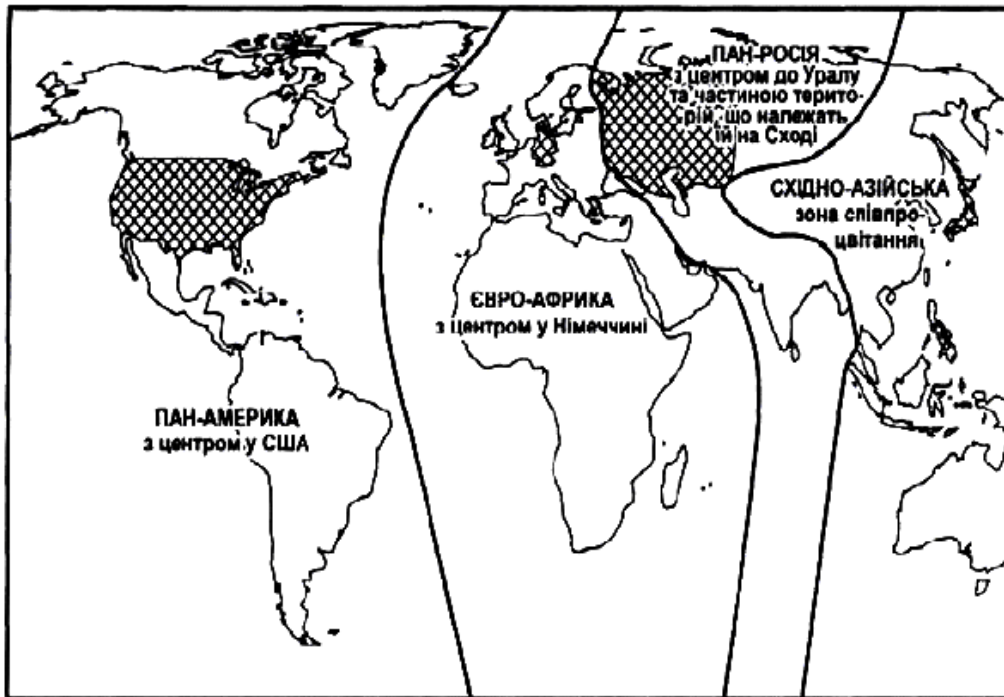 ПАН-РОСІЯ
з центром до Уралу
та частиною терито-
рій, що належать
їй на Сході
СХІДНО-АЗІЙСЬКА
зона співпро-
цвітання
ЄВРО-АФРИКА
з центром у Німеччині
ПАН-АМЕРИКА
з центром у США